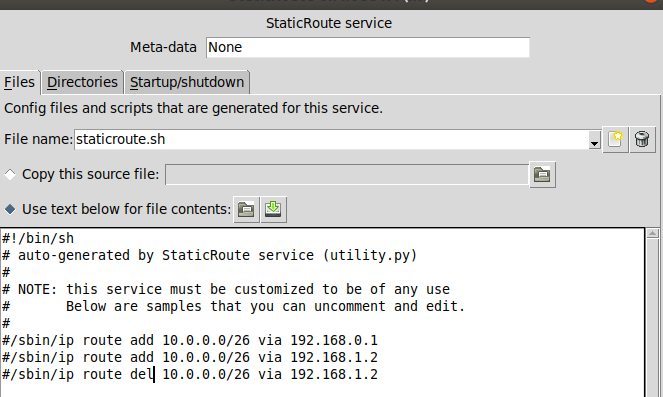 StaticRoute service
Meta-data None
Files Directories Startup/shutdown
Config files and scripts that are generated for this service.
File name: staticroute.sh
Copy this source file:
Use text below for file contents:
#!/bin/sh
# auto-generated by StaticRoute service (utility.py)
#
# NOTE: this service must be customized to be of any use
#       Below are samples that you can uncomment and edit.
#
#/sbin/ip route add 10.0.0.0/26 via 192.168.0.1
#/sbin/ip route add 10.0.0.0/26 via 192.168.1.2
#/sbin/ip route del 10.0.0.0/26 via 192.168.1.2